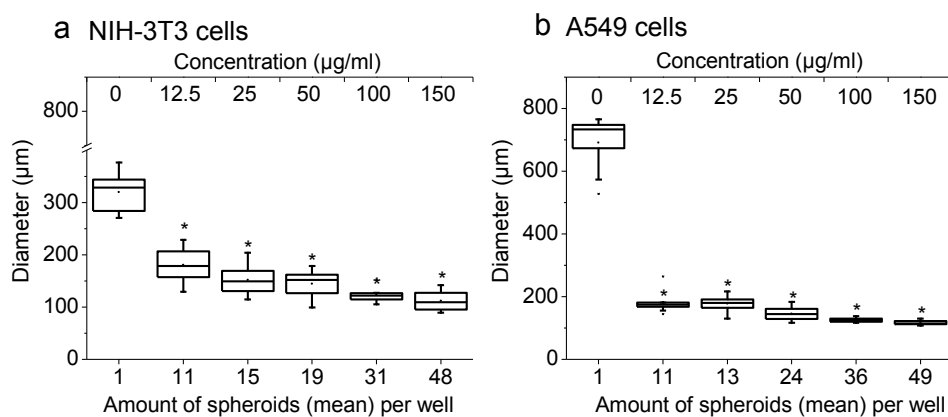 a NIH-3T3 cells
Concentration (µg/ml)
0 12.5 25 50 100 150
800
300
200
100
0
Diameter (µm)
* * * * *
1 11 15 19 31 48
Amount of spheroids (mean) per well
b A549 cells
Concentration (µg/ml)
0 12.5 25 50 100 150
800
600
400
200
0
Diameter (µm)
* * * * *
1 11 13 24 36 49
Amount of spheroids (mean) per well